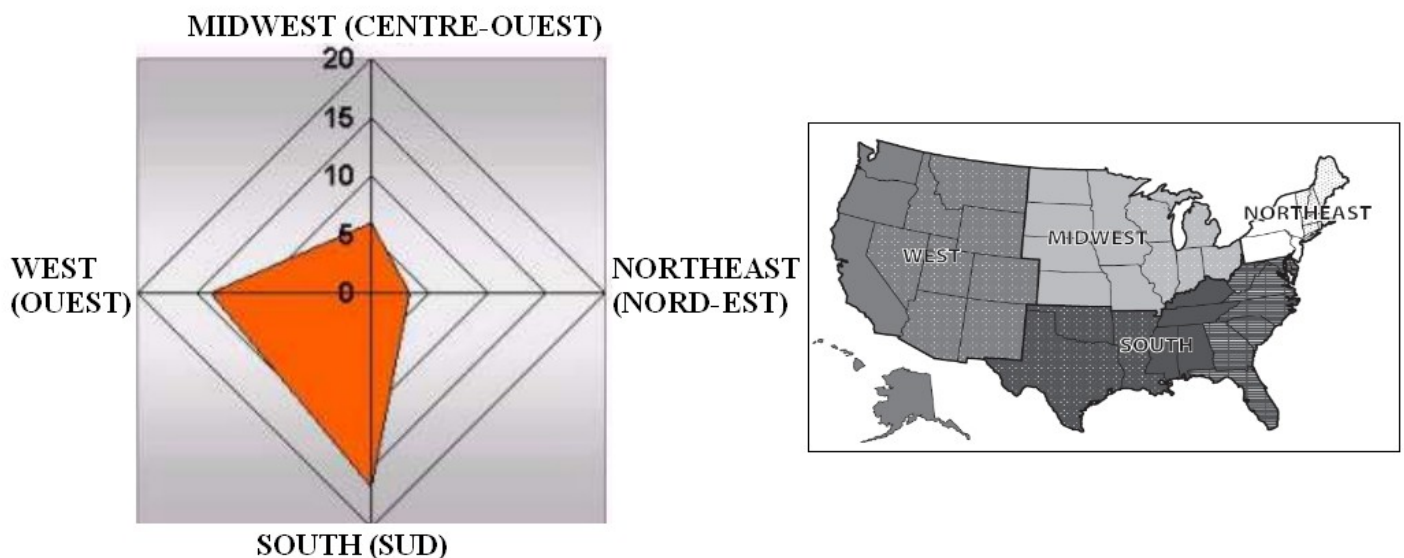 MIDWEST (CENTRE-OUEST)
20
15
10
5
0
WEST
(OUEST)
NORTHEAST
(NORD-EST)
SOUTH (SUD)
NORTHEAST
MIDWEST
WEST
SOUTH